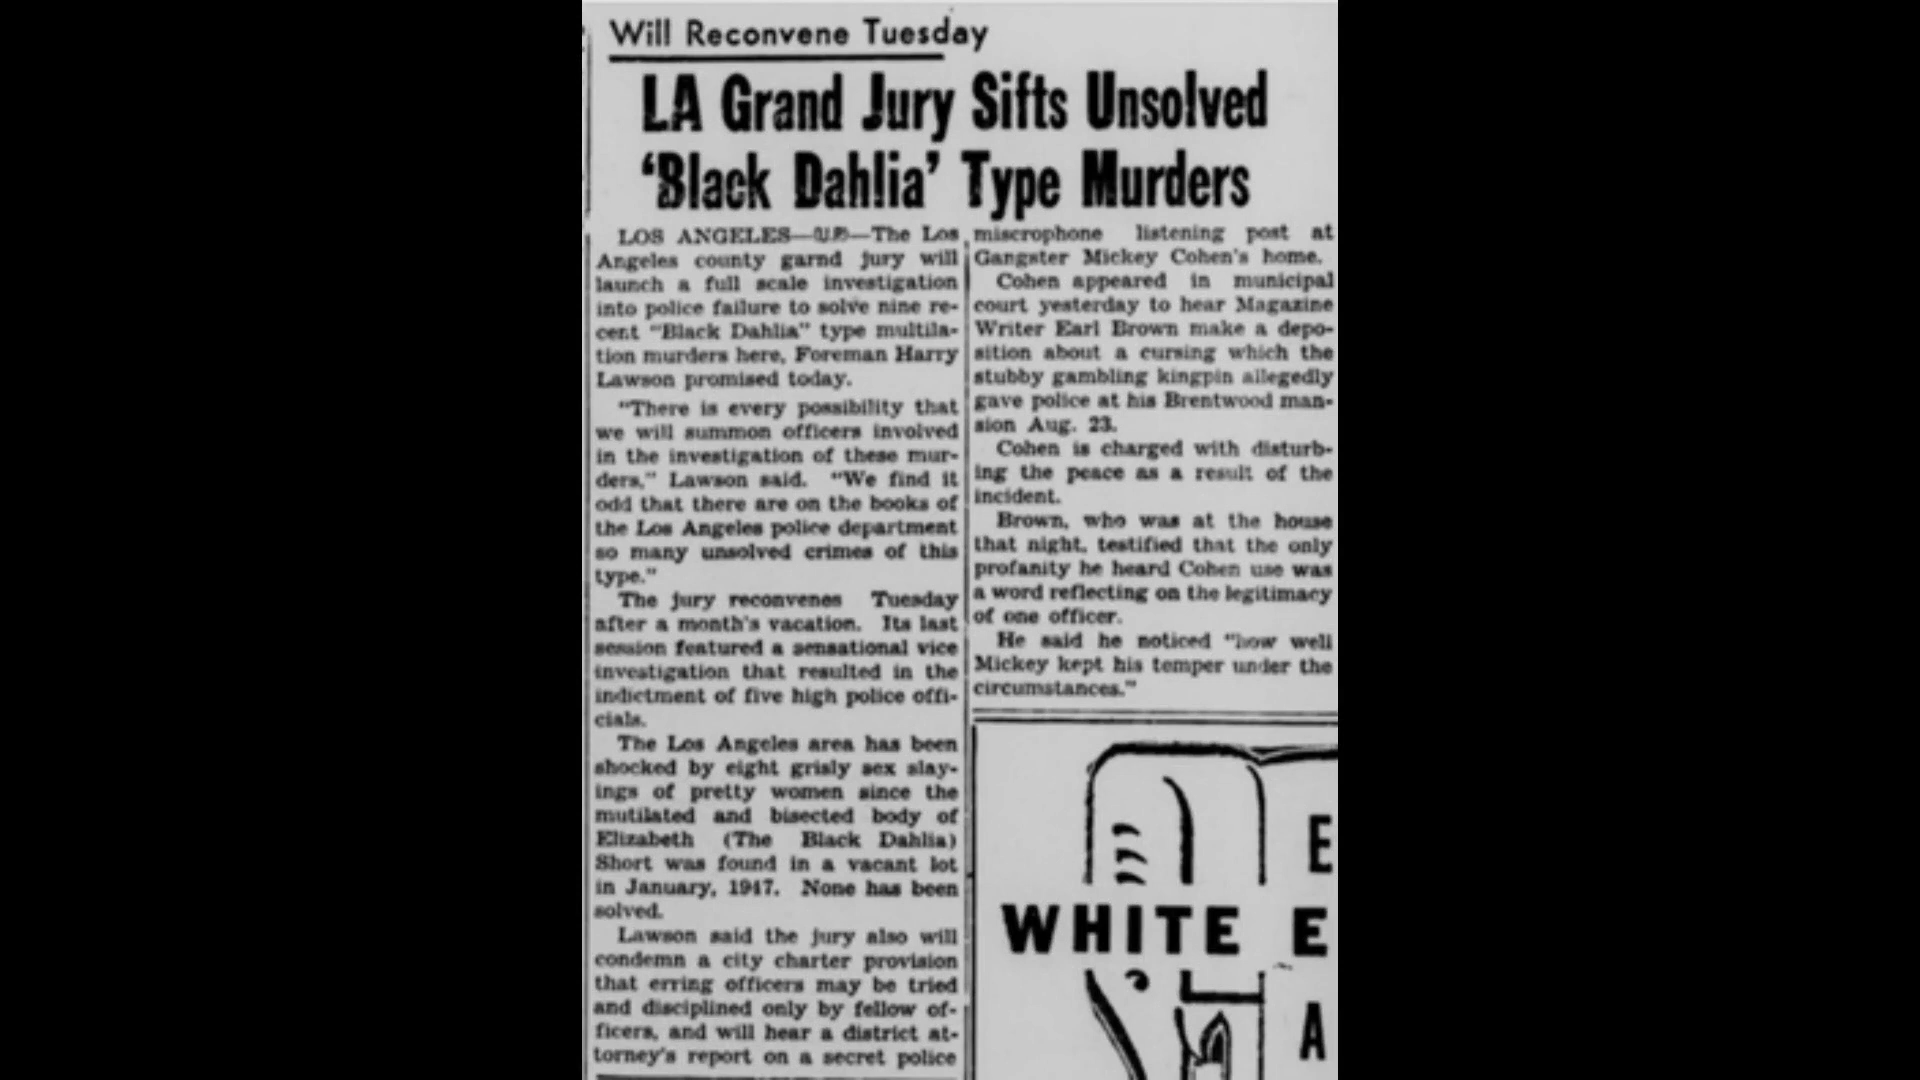 Will Reconvene Tuesday
LA Grand Jury Sifts Unsolved
'Black Dahlia' Type Murders
LOS ANGELES—U.P.—The Los
Angeles county garnd jury will
launch a full scale investigation
into police failure to solve nine re-
cent "Black Dahlia" type multila-
tion murders here, Foreman Harry
Lawson promised today.
"There is every possibility that
we will summon officers involved
in the investigation of these mur-
ders," Lawson said. "We find it
odd that there are on the books of
the Los Angeles police department
so many unsolved crimes of this
type."
The jury reconvenes Tuesday
after a month's vacation. Its last
session featured a sensational vice
investigation that resulted in the
indictment of five high police offi-
cials.
The Los Angeles area has been
shocked by eight grisly sex slay-
ings of pretty women since the
mutilated and bisected body of
Elizabeth (The Black Dahlia)
Short was found in a vacant lot
in January, 1947. None has been
solved.
Lawson said the jury also will
condemn a city charter provision
that erring officers may be tried
and disciplined only by fellow of-
ficers, and will hear a district at-
torney's report on a secret police
miscrophone listening post at
Gangster Mickey Cohen's home.
Cohen appeared in municipal
court yesterday to hear Magazine
Writer Earl Brown make a depo-
sition about a cursing which the
stubby gambling kingpin allegedly
gave police at his Brentwood man-
sion Aug. 23.
Cohen is charged with disturb-
ing the peace as a result of the
incident.
Brown, who was at the house
that night, testified that the only
profanity he heard Cohen use was
a word reflecting on the legitimacy
of one officer.
He said he noticed "how well
Mickey kept his temper under the
circumstances."
E
WHITE E
A